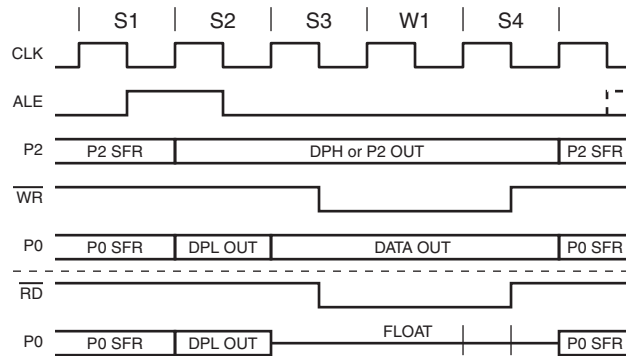 S1 S2 S3 W1 S4
CLK
ALE
P2 P2 SFR DPH or P2 OUT P2 SFR
WR
P0 P0 SFR DPL OUT DATA OUT P0 SFR
RD
P0 P0 SFR DPL OUT FLOAT P0 SFR